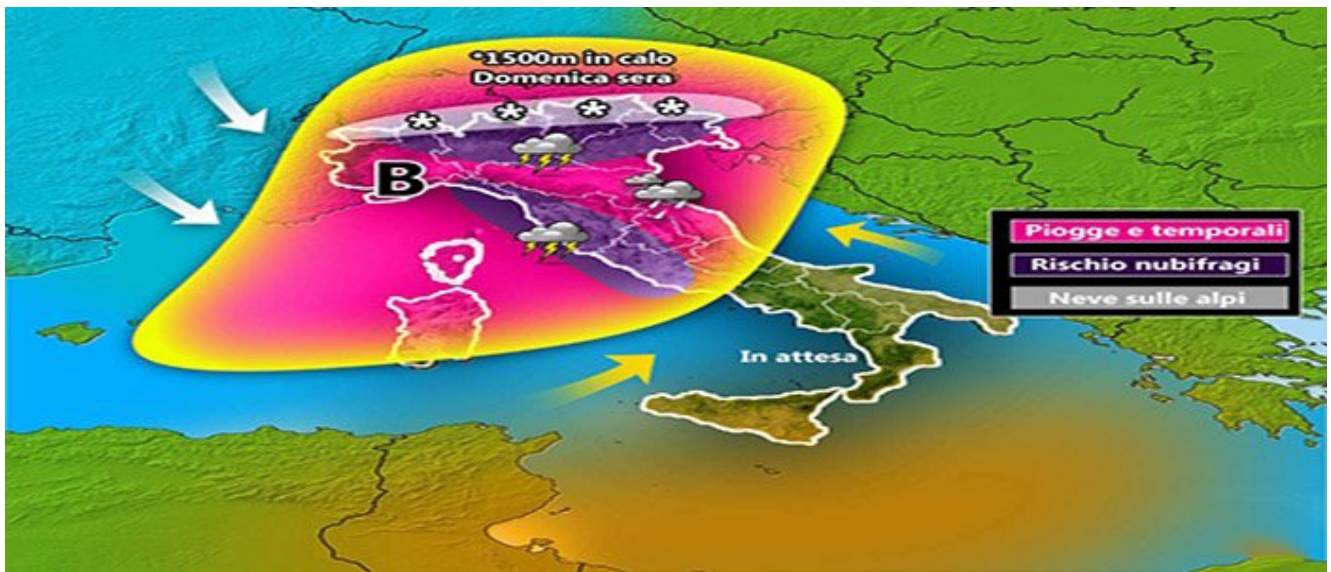 *1500m in calo
Domenica sera
B
Piogge e temporali
Rischio nubifragi
Neve sulle alpi
In attesa